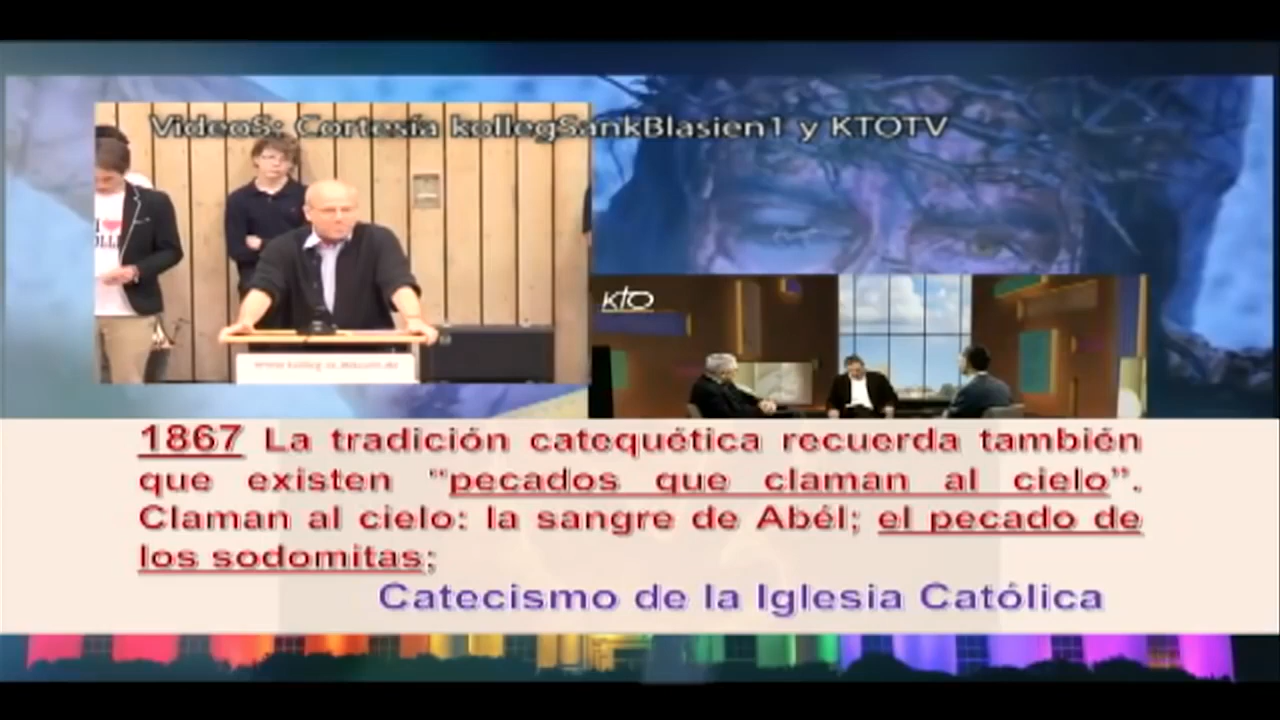 VideoS: Cortesía kollegSankBlasien1 y KTOTV
I
OLLE
kto
1867 La tradición catequética recuerda también
que existen “pecados que claman al cielo”.
Claman al cielo: la sangre de Abél; el pecado de
los sodomitas;
Catecismo de la Iglesia Católica